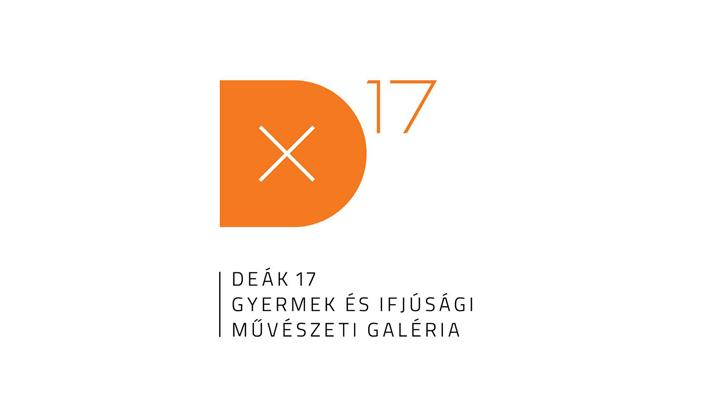 17
DEÁK 17
GYERMEK ÉS IFJÚSÁGI
MŰVÉSZETI GALÉRIA